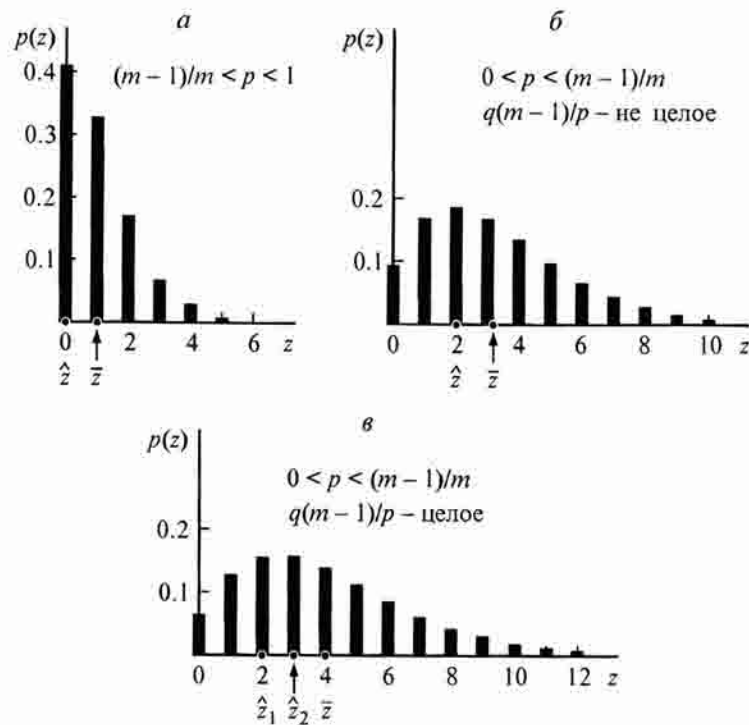 а
p(z)
0.4
0.3
0.2
0.1
(m – 1)/m < p < 1
0 2 4 6 z
ẑ z̄
б
p(z)
0.2
0.1
0 < p < (m – 1)/m
q(m – 1)/p – не целое
0 2 4 6 8 10 z
ẑ z̄
в
p(z)
0.2
0.1
0 < p < (m – 1)/m
q(m – 1)/p – целое
0 2 4 6 8 10 12 z
ẑ₁ ẑ₂ z̄